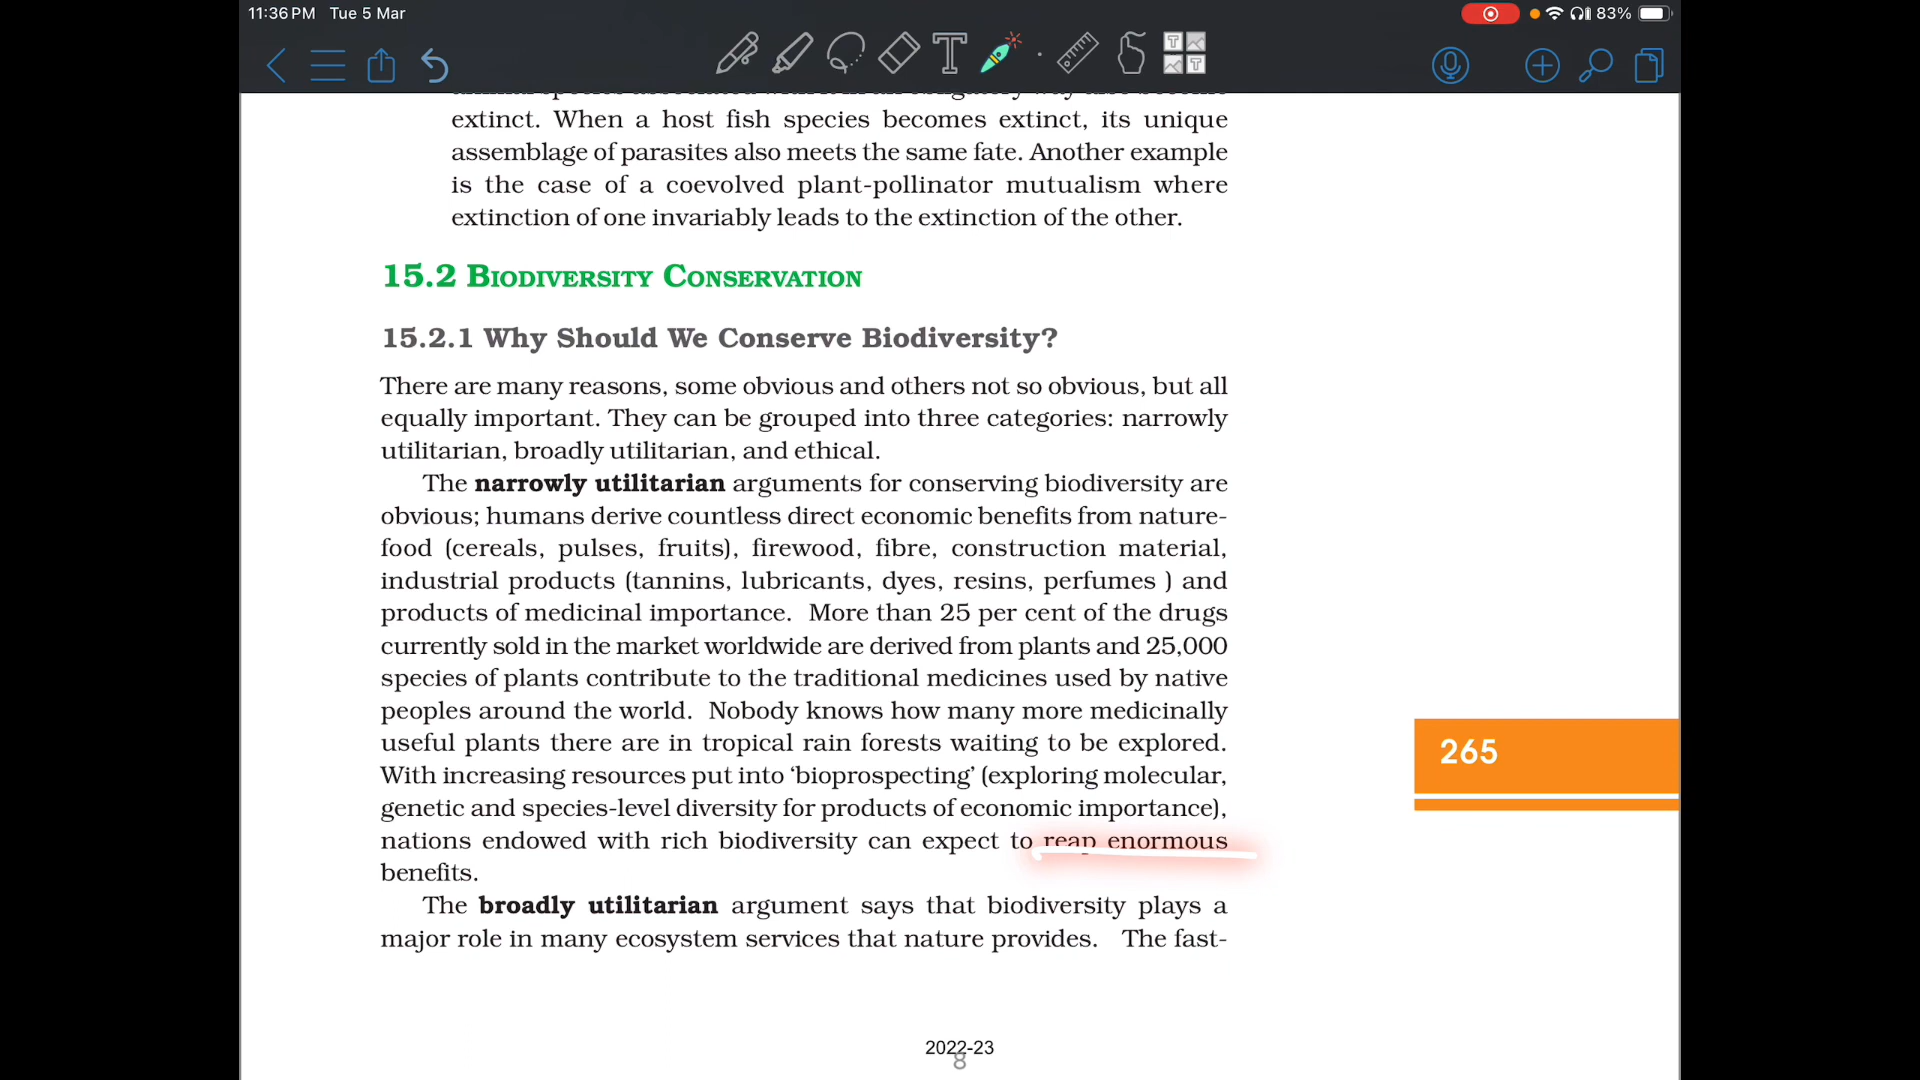 11:36 PM Tue 5 Mar
83%
extinct. When a host fish species becomes extinct, its unique
assemblage of parasites also meets the same fate. Another example
is the case of a coevolved plant-pollinator mutualism where
extinction of one invariably leads to the extinction of the other.
15.2 BIODIVERSITY CONSERVATION
15.2.1 Why Should We Conserve Biodiversity?
There are many reasons, some obvious and others not so obvious, but all
equally important. They can be grouped into three categories: narrowly
utilitarian, broadly utilitarian, and ethical.
The narrowly utilitarian arguments for conserving biodiversity are
obvious; humans derive countless direct economic benefits from nature-
food (cereals, pulses, fruits), firewood, fibre, construction material,
industrial products (tannins, lubricants, dyes, resins, perfumes ) and
products of medicinal importance. More than 25 per cent of the drugs
currently sold in the market worldwide are derived from plants and 25,000
species of plants contribute to the traditional medicines used by native
peoples around the world. Nobody knows how many more medicinally
useful plants there are in tropical rain forests waiting to be explored.
With increasing resources put into ‘bioprospecting’ (exploring molecular,
genetic and species-level diversity for products of economic importance),
nations endowed with rich biodiversity can expect to reap enormous
benefits.
The broadly utilitarian argument says that biodiversity plays a
major role in many ecosystem services that nature provides. The fast-
265
2022-23
8